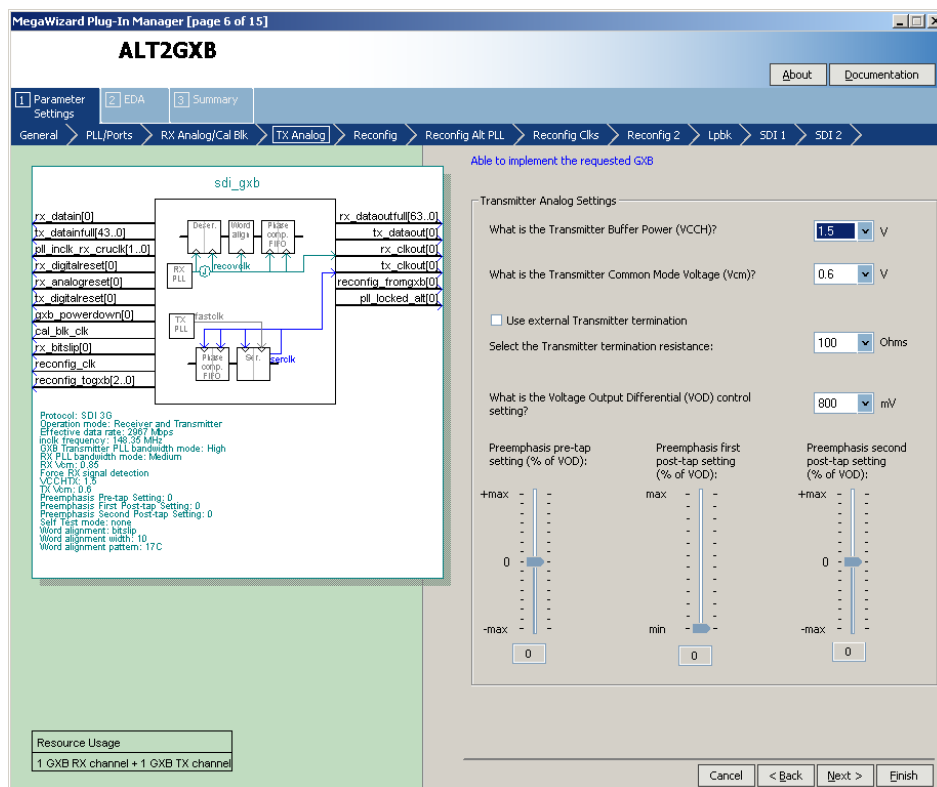 MegaWizard Plug-In Manager [page 6 of 15]
ALT2GXB
About
Documentation
1 Parameter Settings
2 EDA
3 Summary
General
PLL/Ports
RX Analog/Cal Blk
TX Analog
Reconfig
Reconfig Alt PLL
Reconfig Clks
Reconfig 2
Lpbk
SDI 1
SDI 2
Able to implement the requested GXB
sdi_gxb
rx_datain[0]
tx_datainfull[43..0]
pll_inclk_rx_cruclk[1..0]
rx_digitalreset[0]
rx_analogreset[0]
tx_digitalreset[0]
gxb_powerdown[0]
cal_blk_clk
rx_bitslip[0]
reconfig_clk
reconfig_togxb[2..0]
rx_dataoutfull[63..0]
tx_dataout[0]
rx_clkout[0]
tx_clkout[0]
reconfig_fromgxb[0]
pll_locked_alt[0]
Deser.
Word
align
Phase
comp.
FIFO
RX
PLL
recovclk
TX
PLL
fastclk
Phase
comp.
FIFO
Ser.
serclk
Protocol: SDI 3G
Operation mode: Receiver and Transmitter
Effective data rate: 2967 Mbps
inclk frequency: 148.35 MHz
GXB Transmitter PLL bandwidth mode: High
RX PLL bandwidth mode: Medium
RX Vcm: 0.85
Force RX signal detection
VCCHTX: 1.5
TX Vcm: 0.6
Preemphasis Pre-tap Setting: 0
Preemphasis First Post-tap Setting: 0
Preemphasis Second Post-tap Setting: 0
Self Test mode: none
Word alignment: bitslip
Word alignment width: 10
Word alignment pattern: 17C
Resource Usage
1 GXB RX channel + 1 GXB TX channel
Transmitter Analog Settings
What is the Transmitter Buffer Power (VCCH)?
1.5 V
What is the Transmitter Common Mode Voltage (Vcm)?
0.6 V
Use external Transmitter termination
Select the Transmitter termination resistance:
100 Ohms
What is the Voltage Output Differential (VOD) control
setting?
800 mV
Preemphasis pre-tap
setting (% of VOD):
+max
0
-max
0
Preemphasis first
post-tap setting
(% of VOD):
max
min
0
Preemphasis second
post-tap setting
(% of VOD):
+max
0
-max
0
Cancel
< Back
Next >
Finish